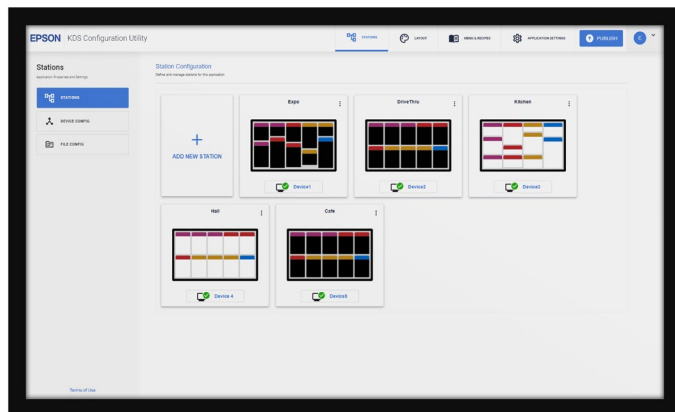 EPSON KDS Configuration Utility
STATIONS
LAYOUT
MENU & RECIPES
APPLICATION SETTINGS
PUBLISH
E
Stations
Application Properties and Settings
STATIONS
DEVICE CONFIG
FILE CONFIG
Station Configuration
Define and manage stations for this application
ADD NEW STATION
Expo
Device1
DriveThru
Device2
Kitchen
Device3
Hall
Device 4
Cafe
Device5
Terms of Use